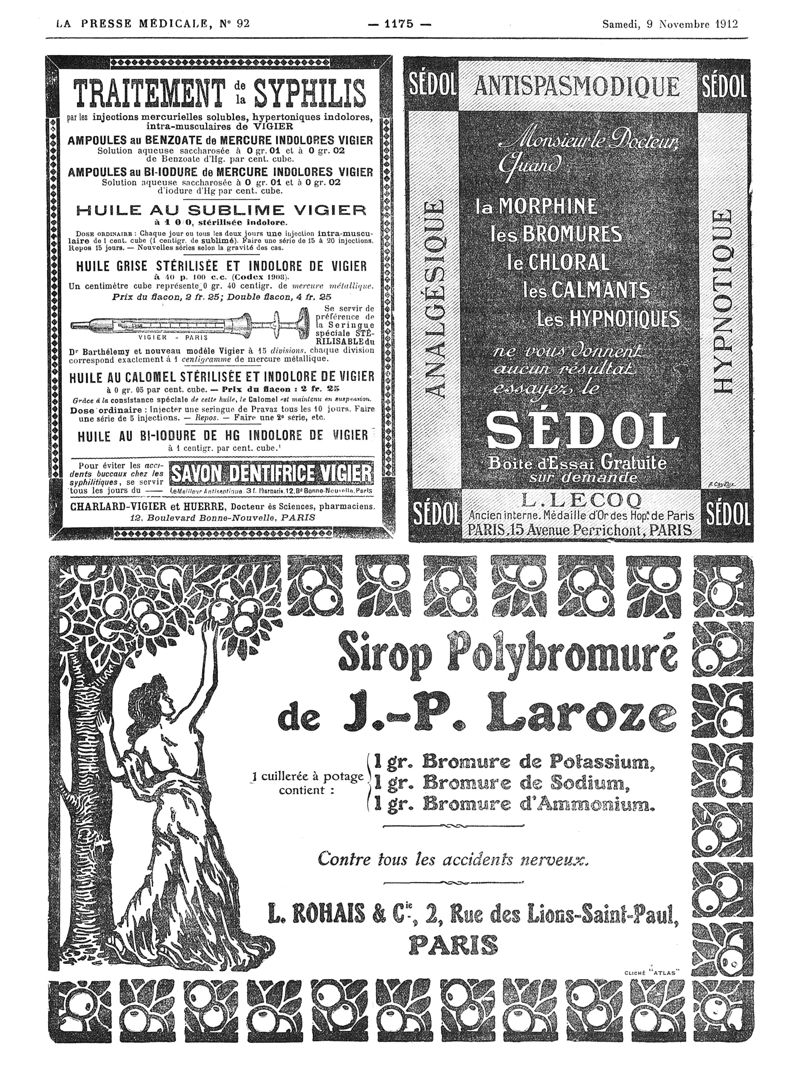 LA PRESSE MÉDICALE, N° 92 — 1175 — Samedi, 9 Novembre 1912
TRAITEMENT de la SYPHILIS
par les injections mercurielles solubles, hypertoniques indolores,
intra-musculaires de VIGIER
AMPOULES au BENZOATE de MERCURE INDOLORES VIGIER
Solution aqueuse saccharosée à 0 gr. 01 et à 0 gr. 02
de Benzoate d'Hg. par cent. cube.
AMPOULES au BI-IODURE de MERCURE INDOLORES VIGIER
Solution aqueuse saccharosée à 0 gr. 01 et à 0 gr. 02
d'iodure d'Hg par cent. cube.
HUILE AU SUBLIME VIGIER
à 1 0 0, stérilisée indolore.
DOSE ORDINAIRE : Chaque jour ou tous les deux jours une injection intra-muscu-
laire de 1 cent. cube (1 centigr. de sublimé). Faire une série de 15 à 20 injections.
Repos 15 jours. — Nouvelles séries selon la gravité des cas.
HUILE GRISE STÉRILISÉE ET INDOLORE DE VIGIER
à 40 p. 100 c.c. (Codex 1908).
Un centimètre cube représente 0 gr. 40 centigr. de mercure métallique.
Prix du flacon, 2 fr. 25; Double flacon, 4 fr. 25
Se servir de
préférence de
la Seringue
spéciale STÉ-
RILISABLE du
VIGIER - PARIS
Dr Barthélemy et nouveau modèle Vigier à 15 divisions, chaque division
correspond exactement à 1 centigramme de mercure métallique.
HUILE AU CALOMEL STÉRILISÉE ET INDOLORE DE VIGIER
à 0 gr. 05 par cent. cube. — Prix du flacon : 2 fr. 25
Grâce à la consistance spéciale de cette huile, le Calomel est maintenu en suspension.
Dose ordinaire : Injecter une seringue de Pravaz tous les 10 jours. Faire
une série de 5 injections. — Repos. — Faire une 2e série, etc.
HUILE AU BI-IODURE DE HG INDOLORE DE VIGIER
à 1 centigr. par cent. cube.
Pour éviter les acci-
dents buccaux chez les
syphilitiques, se servir
tous les jours du —
SAVON DENTIFRICE VIGIER
Le Meilleur Antiseptique 3 f. Pharmacie, 12, Bd Bonne-Nouvelle, Paris
CHARLARD-VIGIER et HUERRE, Docteur ès Sciences, pharmaciens.
12, Boulevard Bonne-Nouvelle, PARIS
SÉDOL ANTISPASMODIQUE SÉDOL
ANALGÉSIQUE
HYPNOTIQUE
Monsieur le Docteur,
Quand
la MORPHINE
les BROMURES
le CHLORAL
les CALMANTS
Les HYPNOTIQUES
ne vous donnent
aucun résultat
essayez le
SÉDOL
Boite d'Essai Gratuite
sur demande
SÉDOL
L. LECOQ
Ancien interne. Médaille d'Or des Hop.x de Paris
PARIS, 15 Avenue Perrichont, PARIS
SÉDOL
Sirop Polybromuré
de J.-P. Laroze
1 cuillerée à potage
contient :
1 gr. Bromure de Potassium,
1 gr. Bromure de Sodium,
1 gr. Bromure d'Ammonium.
Contre tous les accidents nerveux.
L. ROHAIS & Cie, 2, Rue des Lions-Saint-Paul,
PARIS
CLICHÉ "ATLAS"